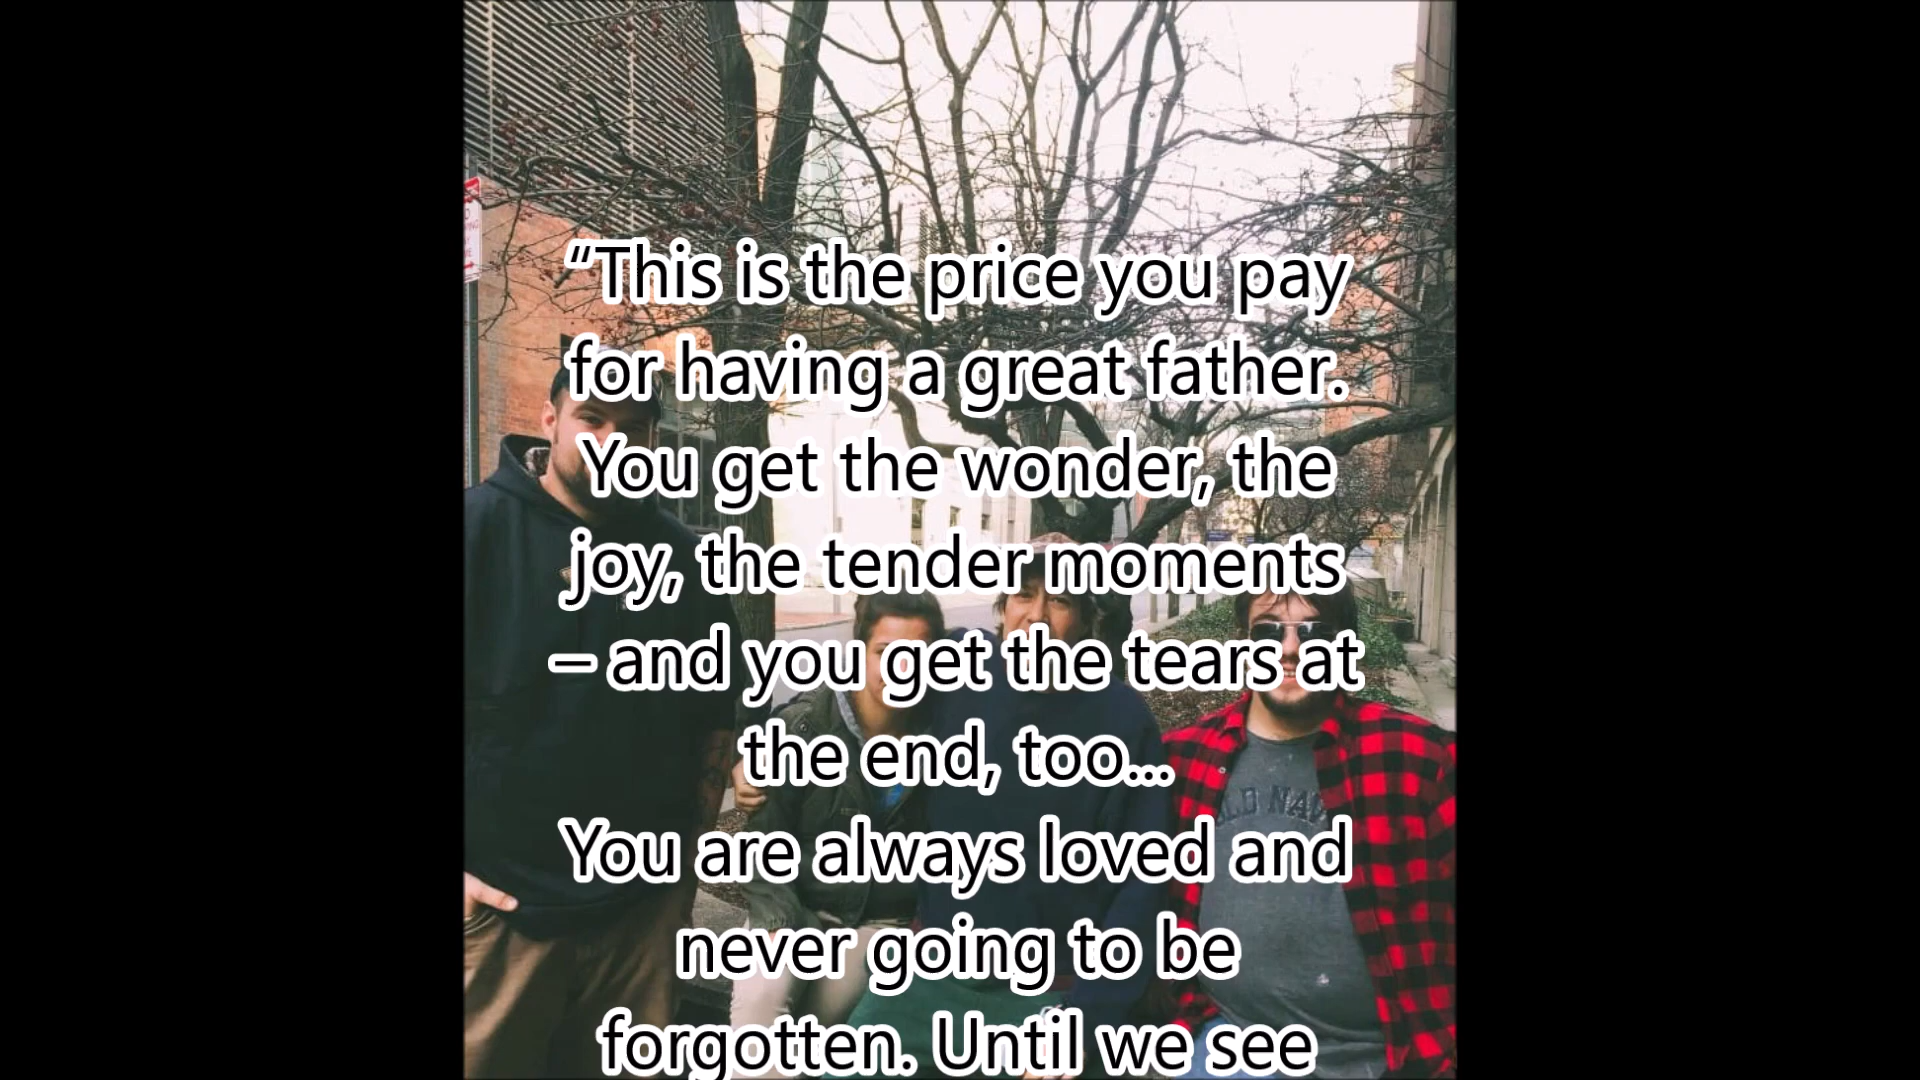 “This is the price you pay
for having a great father.
You get the wonder, the
joy, the tender moments
– and you get the tears at
the end, too...
You are always loved and
never going to be
forgotten. Until we see